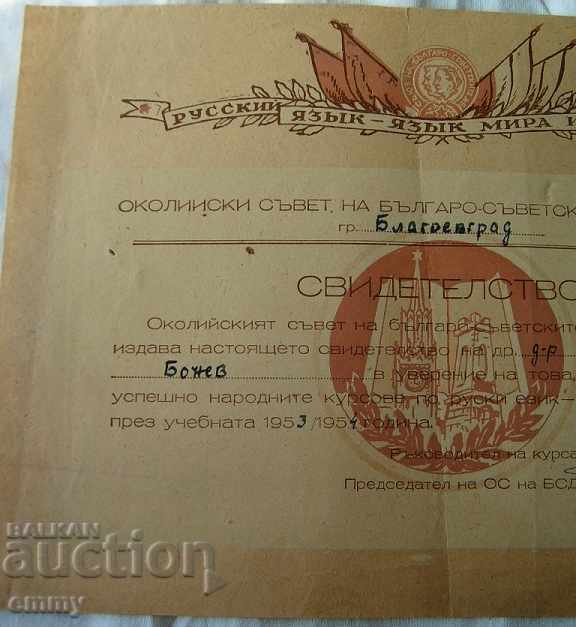 РУССКИЙ ЯЗЫК – ЯЗЫК МИРА И
ОКОЛИИСКИ СЪВЕТ, НА БЪЛГАРО-СЪВЕТСК
гр. Благоевград
СВИДЕТЕЛСТВО
Околийският съвет на българо-съветските
издава настоящето свидетелство на др. д-р
Божев в уверение на това,
успешно народните курсове по руски език—
през учебната 1953/1954 година.
Ръководител на курса
Председател на ОС на БСД
BALKAN
auction
emmy